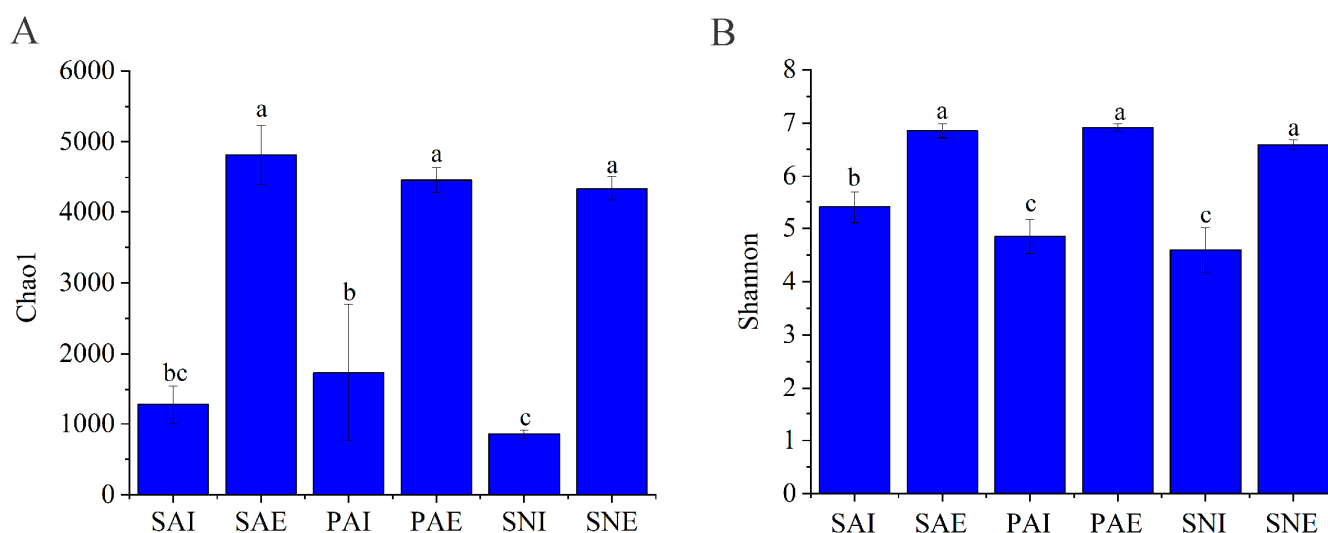 A
B
6000
5000
4000
3000
2000
1000
0
Chao1
bc
a
b
a
c
a
SAI SAE PAI PAE SNI SNE
8
7
6
5
4
3
2
1
0
Shannon
b
a
c
a
c
a
SAI SAE PAI PAE SNI SNE